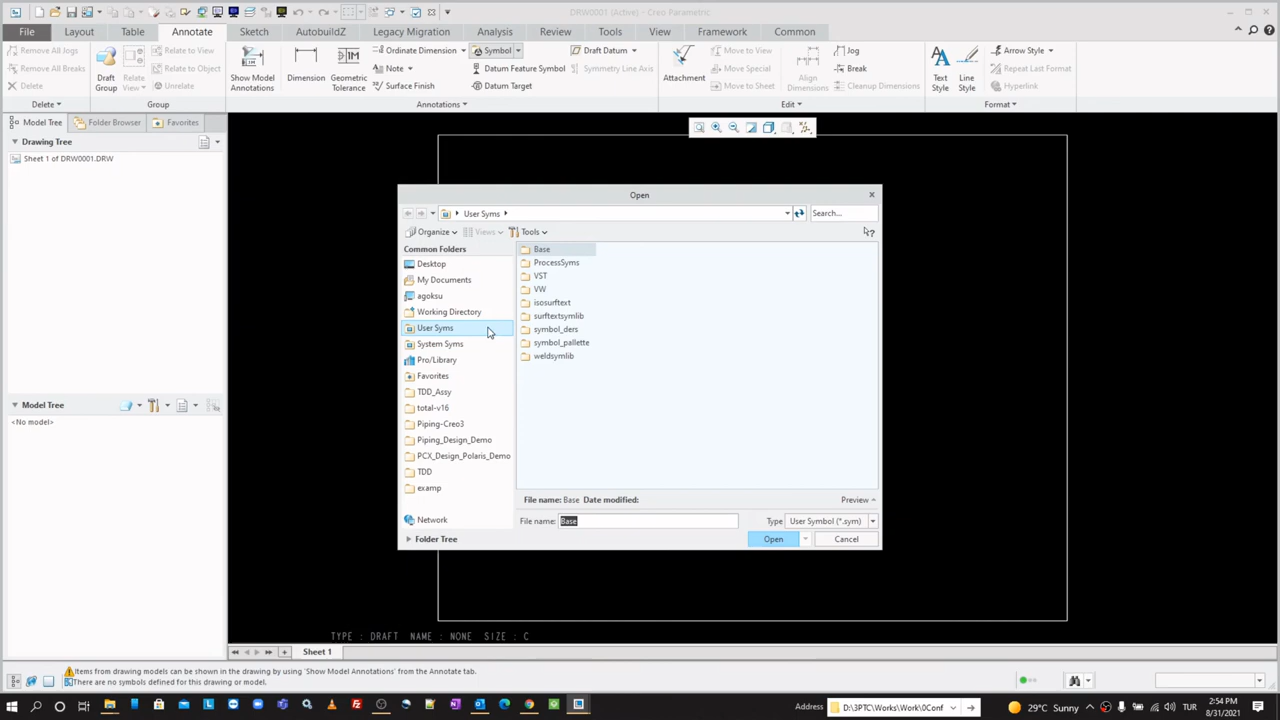 DRW0001 (Active) - Creo Parametric
File
Layout
Table
Annotate
Sketch
AutobuildZ
Legacy Migration
Analysis
Review
Tools
View
Framework
Common
Remove All Jogs
Remove All Breaks
Delete
Delete
Draft
Group
Relate
View
Relate to View
Relate to Object
Unrelate
Group
Show Model
Annotations
Dimension
Geometric
Tolerance
Ordinate Dimension
Note
Surface Finish
Symbol
Datum Feature Symbol
Datum Target
Draft Datum
Symmetry Line Axis
Annotations
Attachment
Move to View
Move Special
Move to Sheet
Align
Dimensions
Jog
Break
Cleanup Dimensions
Edit
Text
Style
Line
Style
Arrow Style
Repeat Last Format
Hyperlink
Format
Model Tree
Folder Browser
Favorites
Drawing Tree
Sheet 1 of DRW0001.DRW
Model Tree
<No model>
Open
User Syms
Search...
Organize
Views
Tools
Common Folders
Desktop
My Documents
agoksu
Working Directory
User Syms
System Syms
Pro/Library
Favorites
TDD_Assy
total-v16
Piping-Creo3
Piping_Design_Demo
PCX_Design_Polaris_Demo
TDD
examp
Network
Folder Tree
Base
ProcessSyms
VST
VW
isosurftext
surftextsymlib
symbol_ders
symbol_pallette
weldsymlib
File name: Base Date modified:
Preview
File name: Base
Type User Symbol (*.sym)
Open
Cancel
TYPE : DRAFT NAME : NONE SIZE : C
Sheet 1
Items from drawing models can be shown in the drawing by using 'Show Model Annotations' from the Annotate tab.
There are no symbols defined for this drawing or model.
Address D:\3PTC\Works\Work\0Conf
29°C Sunny
TUR
2:54 PM
8/31/2021